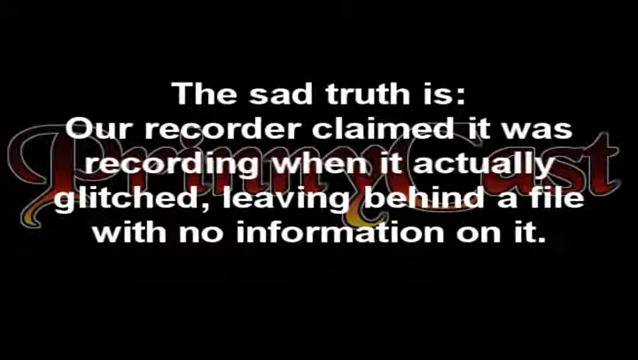 The sad truth is:
Our recorder claimed it was
recording when it actually
glitched, leaving behind a file
with no information on it.
PrinnyCast